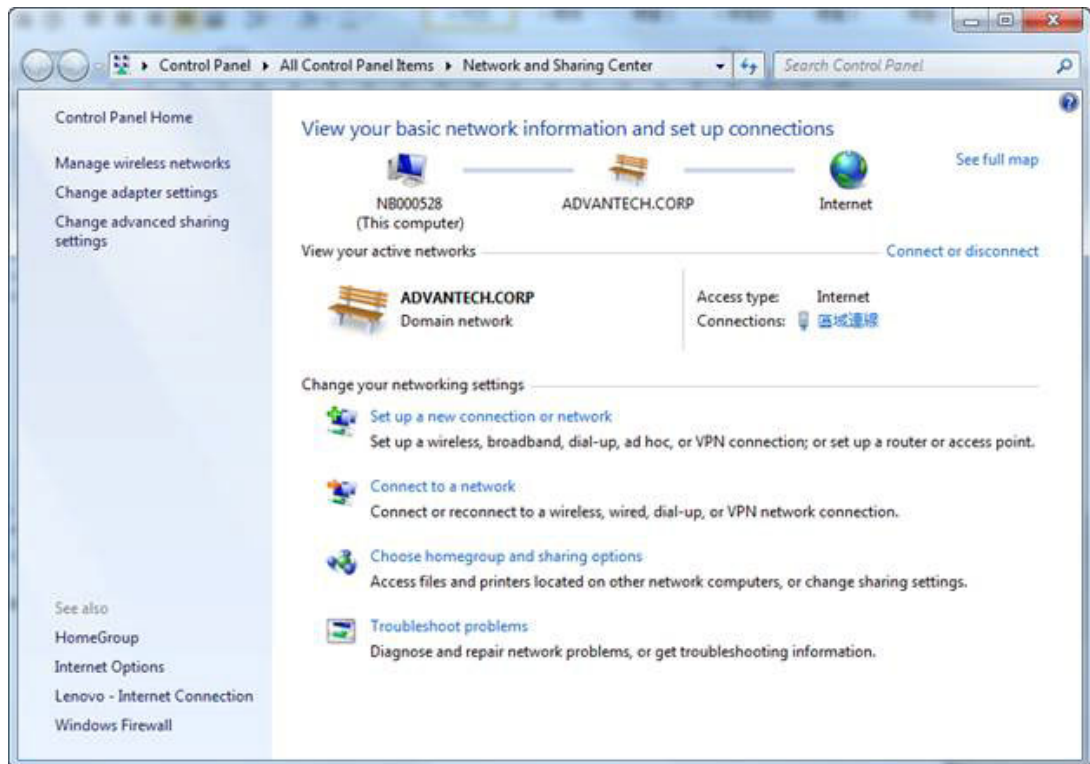 Control Panel ▸ All Control Panel Items ▸ Network and Sharing Center
Search Control Panel
Control Panel Home
Manage wireless networks
Change adapter settings
Change advanced sharing
settings
View your basic network information and set up connections
See full map
NB000528
(This computer)
ADVANTECH.CORP
Internet
View your active networks
Connect or disconnect
ADVANTECH.CORP
Domain network
Access type: Internet
Connections: 區域連線
Change your networking settings
Set up a new connection or network
Set up a wireless, broadband, dial-up, ad hoc, or VPN connection; or set up a router or access point.
Connect to a network
Connect or reconnect to a wireless, wired, dial-up, or VPN network connection.
Choose homegroup and sharing options
Access files and printers located on other network computers, or change sharing settings.
Troubleshoot problems
Diagnose and repair network problems, or get troubleshooting information.
See also
HomeGroup
Internet Options
Lenovo - Internet Connection
Windows Firewall